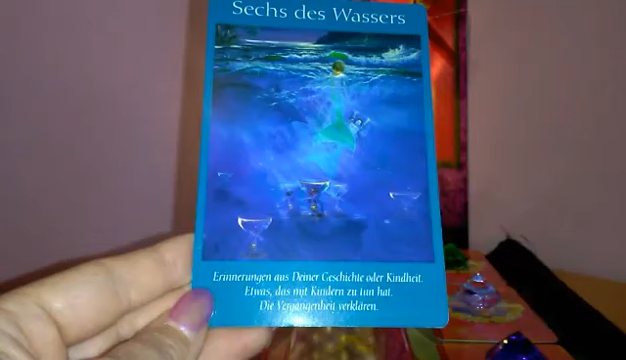 Sechs des Wassers
Erinnerungen aus Deiner Geschichte oder Kindheit.
Etwas, das mit Kindern zu tun hat.
Die Vergangenheit verklären.